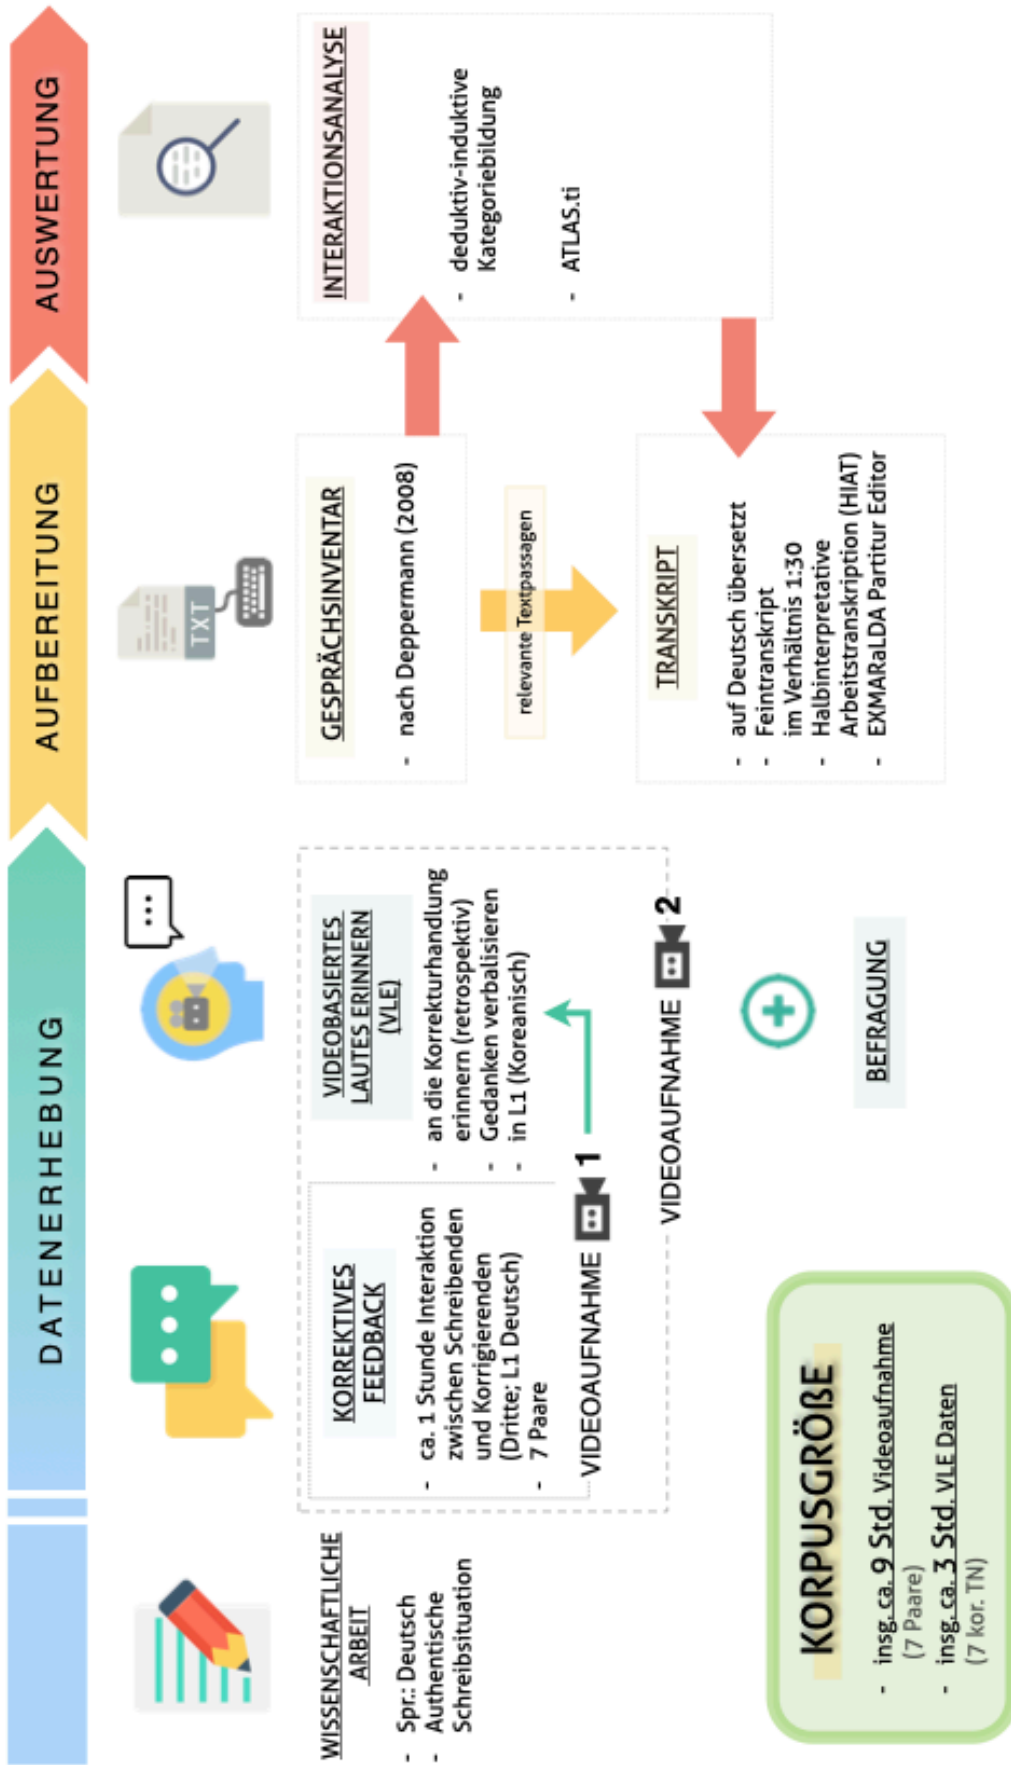 DATENERHEBUNG
AUFBEREITUNG
AUSWERTUNG
WISSENSCHAFTLICHE
ARBEIT
- Spr.: Deutsch
- Authentische
Schreibsituation
KORREKTIVES
FEEDBACK
- ca. 1 Stunde Interaktion
zwischen Schreibenden
und Korrigierenden
(Dritte; L1 Deutsch)
- 7 Paare
VIDEOAUFNAHME 1
VIDEOBASIERTES
LAUTES ERINNERN
(VLE)
- an die Korrekturhandlung
erinnern (retrospektiv)
- Gedanken verbalisieren
- in L1 (Koreanisch)
VIDEOAUFNAHME 2
BEFRAGUNG
KORPUSGRÖßE
- insg. ca. 9 Std. Videoaufnahme
(7 Paare)
- insg. ca. 3 Std. VLE Daten
(7 kor. TN)
TXT
GESPRÄCHSINVENTAR
- nach Deppermann (2008)
relevante Textpassagen
TRANSKRIPT
- auf Deutsch übersetzt
- Feintranskript
im Verhältnis 1:30
- Halbinterpretative
Arbeitstranskription (HIAT)
- EXMARaLDA Partitur Editor
INTERAKTIONSANALYSE
- deduktiv-induktive
Kategoriebildung
- ATLAS.ti